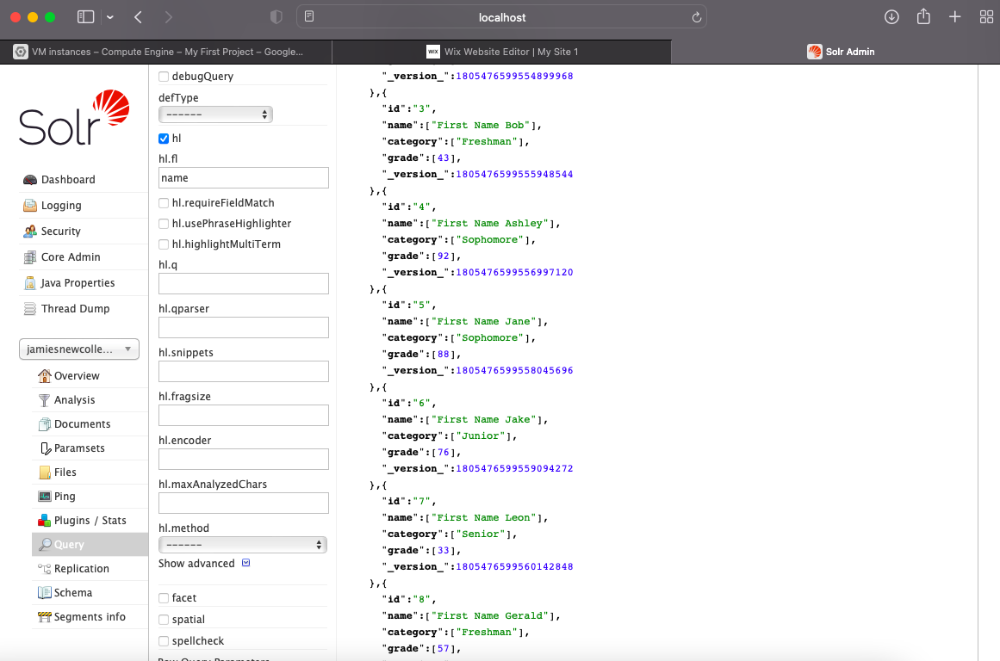 localhost
VM instances – Compute Engine – My First Project – Google...
WIX Wix Website Editor | My Site 1
Solr Admin
Solr
Dashboard
Logging
Security
Core Admin
Java Properties
Thread Dump
jamiesnewcolle...
Overview
Analysis
Documents
Paramsets
Files
Ping
Plugins / Stats
Query
Replication
Schema
Segments info
debugQuery
defType
------
hl
hl.fl
name
hl.requireFieldMatch
hl.usePhraseHighlighter
hl.highlightMultiTerm
hl.q
hl.qparser
hl.snippets
hl.fragsize
hl.encoder
hl.maxAnalyzedChars
hl.method
------
Show advanced
facet
spatial
spellcheck
Raw Query Parameters
"_version_":1805476599554899968
},{
"id":"3",
"name":["First Name Bob"],
"category":["Freshman"],
"grade":[43],
"_version_":1805476599555948544
},{
"id":"4",
"name":["First Name Ashley"],
"category":["Sophomore"],
"grade":[92],
"_version_":1805476599556997120
},{
"id":"5",
"name":["First Name Jane"],
"category":["Sophomore"],
"grade":[88],
"_version_":1805476599558045696
},{
"id":"6",
"name":["First Name Jake"],
"category":["Junior"],
"grade":[76],
"_version_":1805476599559094272
},{
"id":"7",
"name":["First Name Leon"],
"category":["Senior"],
"grade":[33],
"_version_":1805476599560142848
},{
"id":"8",
"name":["First Name Gerald"],
"category":["Freshman"],
"grade":[57],